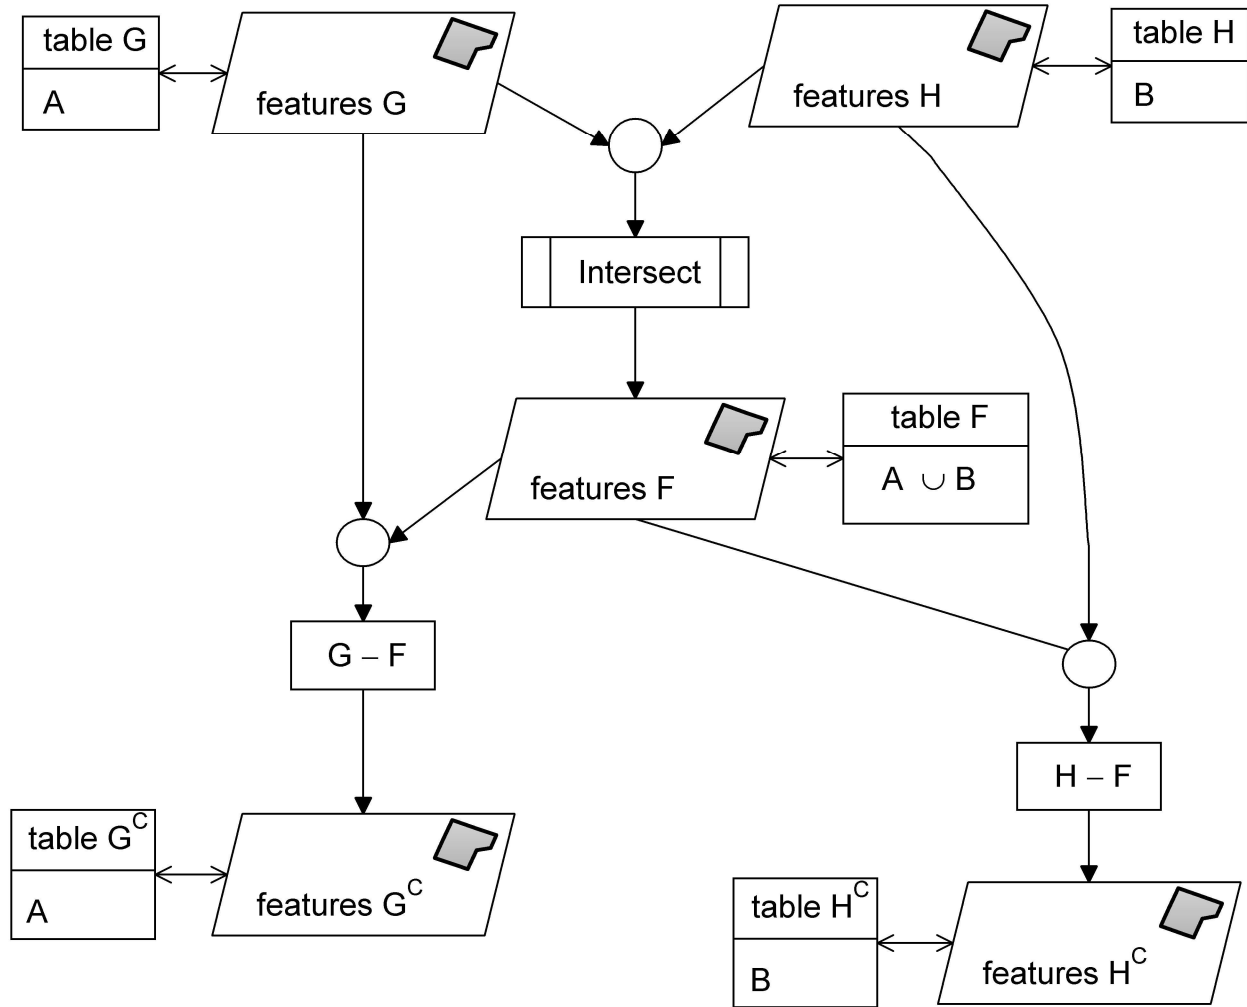 table G
A
features G
features H
table H
B
Intersect
features F
table F
A ∪ B
G – F
H – F
table G^C
A
features G^C
table H^C
B
features H^C